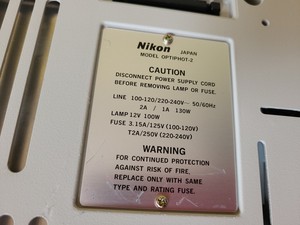 Nikon JAPAN
MODEL OPTIPHOT-2
CAUTION
DISCONNECT POWER SUPPLY CORD
BEFORE REMOVING LAMP OR FUSE.
LINE 100-120/220-240V~ 50/60Hz
2A / 1A 130W
LAMP 12V 100W
FUSE 3.15A/125V (100-120V)
T2A/250V (220-240V)
WARNING
FOR CONTINUED PROTECTION
AGAINST RISK OF FIRE,
REPLACE ONLY WITH SAME
TYPE AND RATING FUSE.